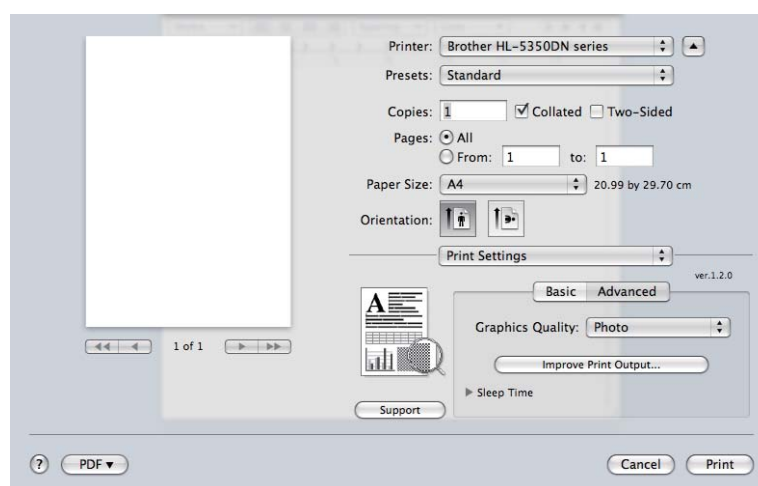 Printer: Brother HL-5350DN series
Presets: Standard
Copies: 1 Collated Two-Sided
Pages: All
From: 1 to: 1
Paper Size: A4 20.99 by 29.70 cm
Orientation:
Print Settings
ver.1.2.0
Basic Advanced
A
Graphics Quality: Photo
1 of 1
Improve Print Output...
Sleep Time
Support
? PDF▼ Cancel Print